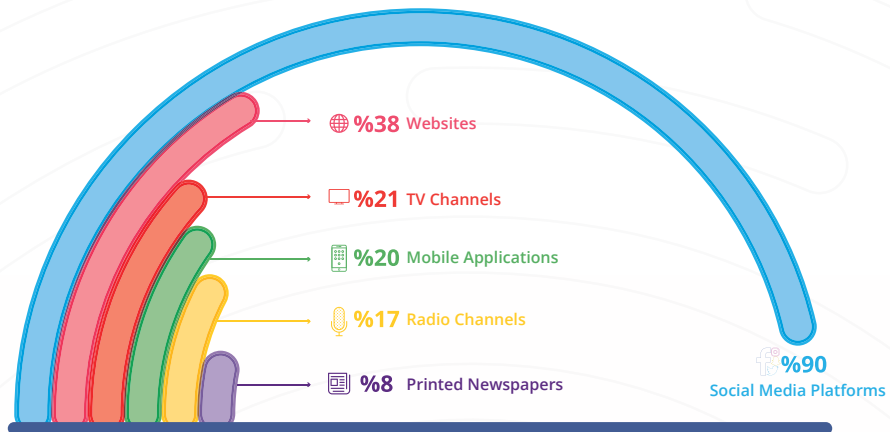 %38 Websites
%21 TV Channels
%20 Mobile Applications
%17 Radio Channels
%8 Printed Newspapers
%90
Social Media Platforms